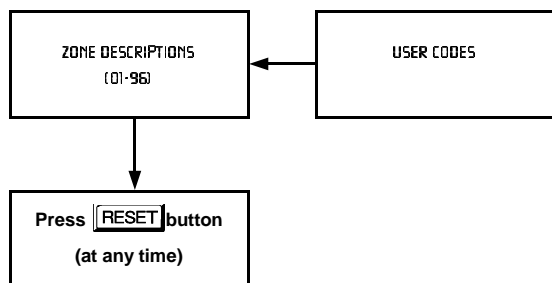 ZONE DESCRIPTIONS
(01-96)
USER CODES
Press RESET button
(at any time)